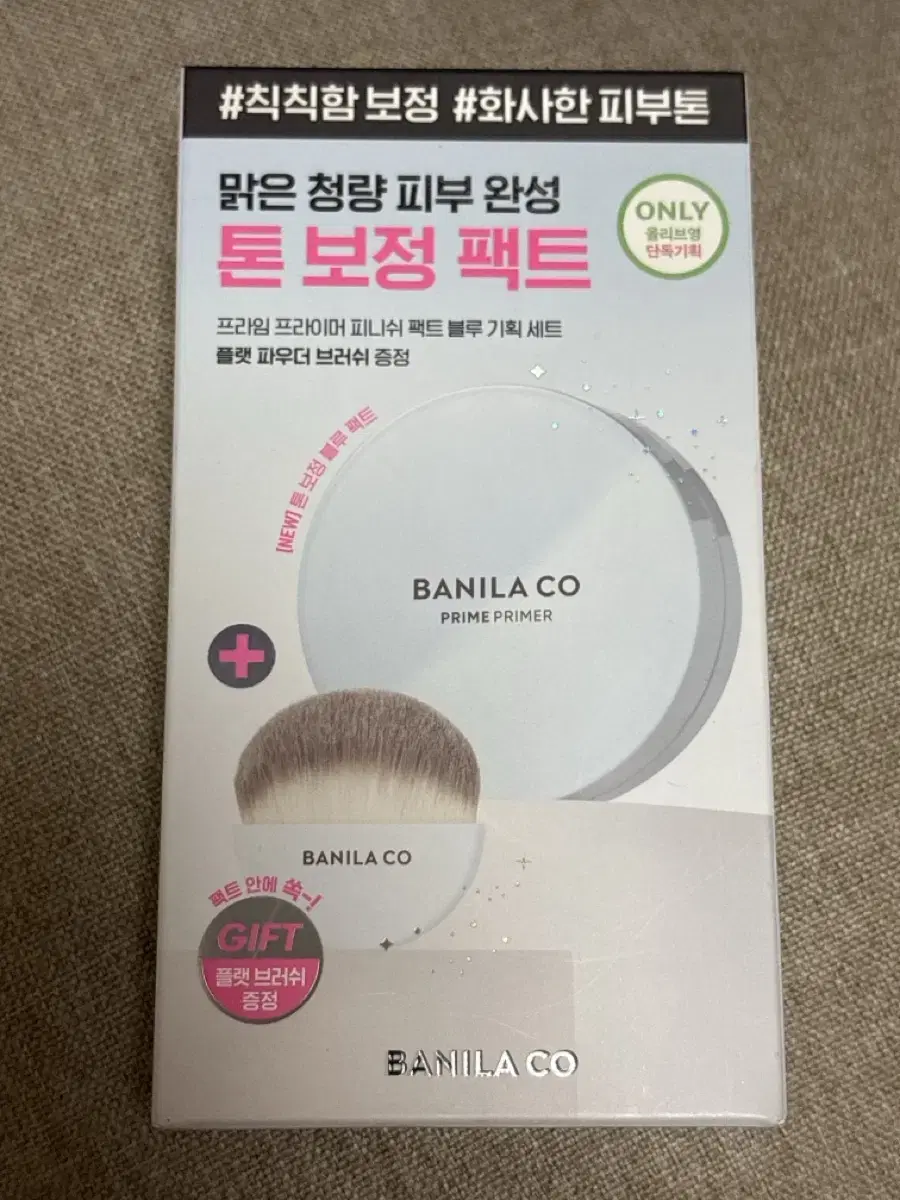 #칙칙함 보정 #화사한 피부톤
맑은 청량 피부 완성
톤 보정 팩트
ONLY
올리브영
단독기획
프라임 프라이머 피니쉬 팩트 블루 기획 세트
플랫 파우더 브러쉬 증정
[NEW] 톤 보정 블루 팩트
BANILA CO
PRIME PRIMER
BANILA CO
팩트 안에 쏙~!
GIFT
플랫 브러쉬
증정
BANILA CO